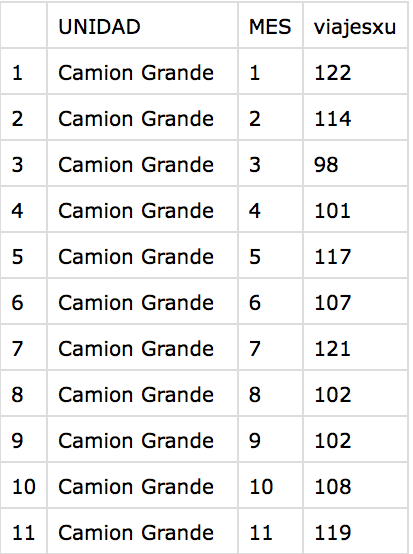 UNIDAD MES viajesxu
1 Camion Grande 1 122
2 Camion Grande 2 114
3 Camion Grande 3 98
4 Camion Grande 4 101
5 Camion Grande 5 117
6 Camion Grande 6 107
7 Camion Grande 7 121
8 Camion Grande 8 102
9 Camion Grande 9 102
10 Camion Grande 10 108
11 Camion Grande 11 119